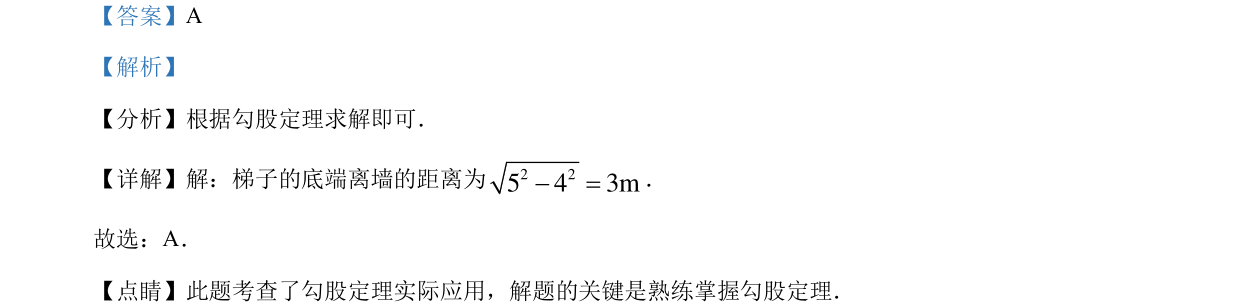 【答案】A
【解析】
【分析】根据勾股定理求解即可．
【详解】解：梯子的底端离墙的距离为√(5² − 4²) = 3m．
故选：A．
【点睛】此题考查了勾股定理实际应用，解题的关键是熟练掌握勾股定理．